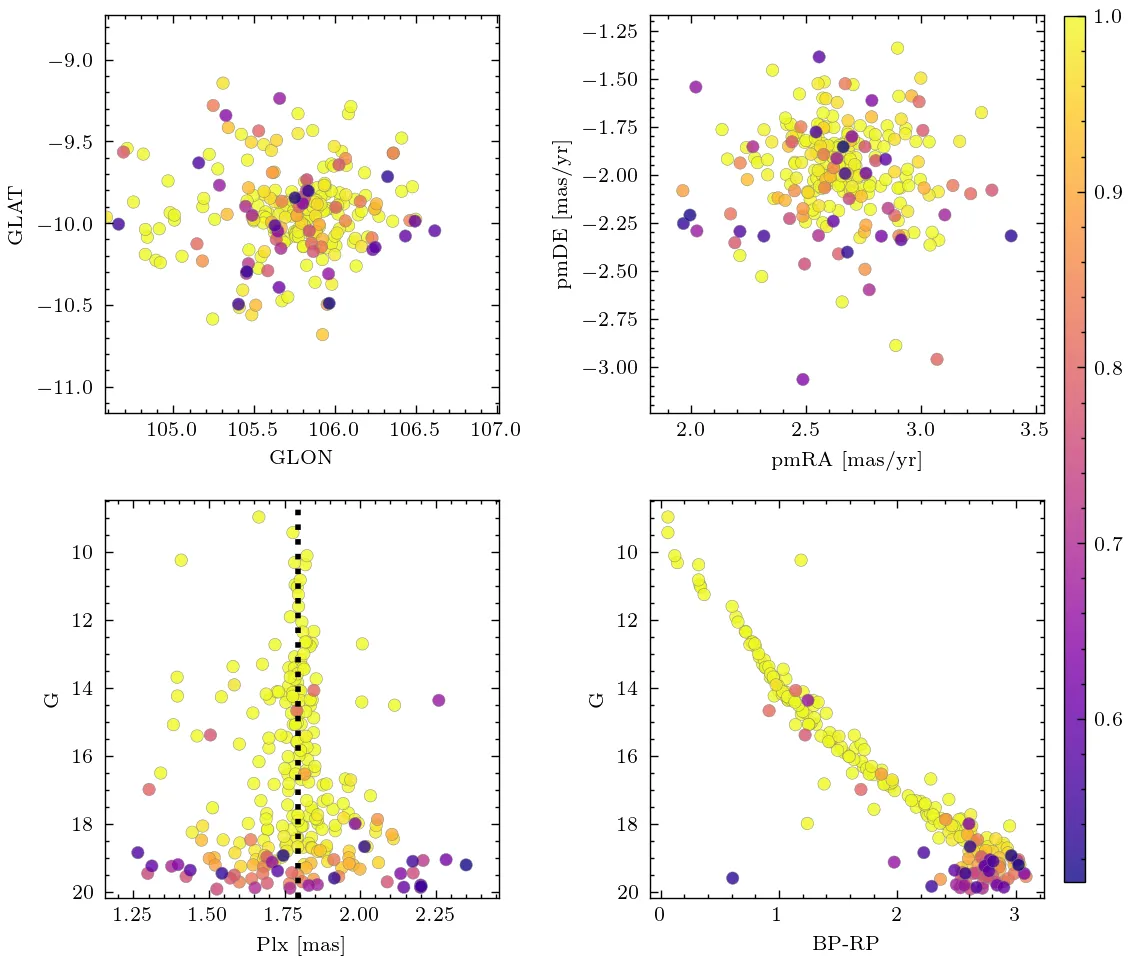 −9.0
−9.5
−10.0
−10.5
−11.0
GLAT
105.0 105.5 106.0 106.5 107.0
GLON
−1.25
−1.50
−1.75
−2.00
−2.25
−2.50
−2.75
−3.00
pmDE [mas/yr]
2.0 2.5 3.0 3.5
pmRA [mas/yr]
1.0
0.9
0.8
0.7
0.6
10
12
14
16
18
20
G
1.25 1.50 1.75 2.00 2.25
Plx [mas]
10
12
14
16
18
20
G
0 1 2 3
BP-RP